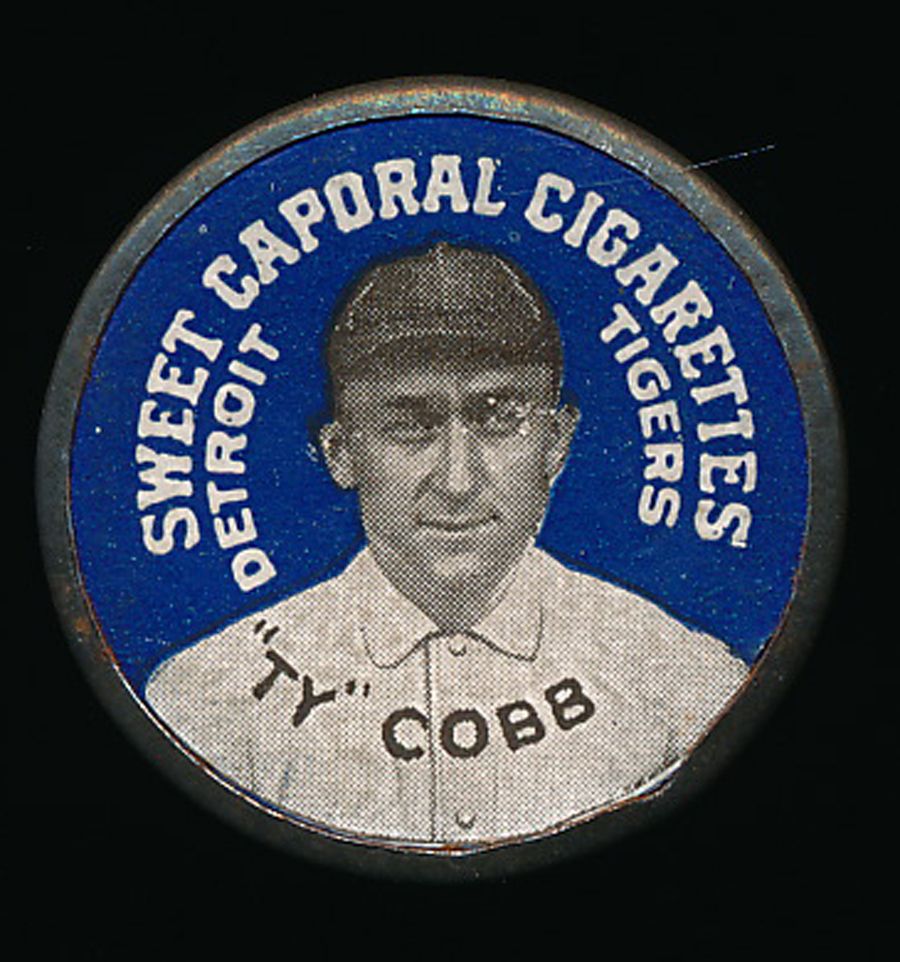 SWEET CAPORAL CIGARETTES
DETROIT TIGERS
"TY" COBB